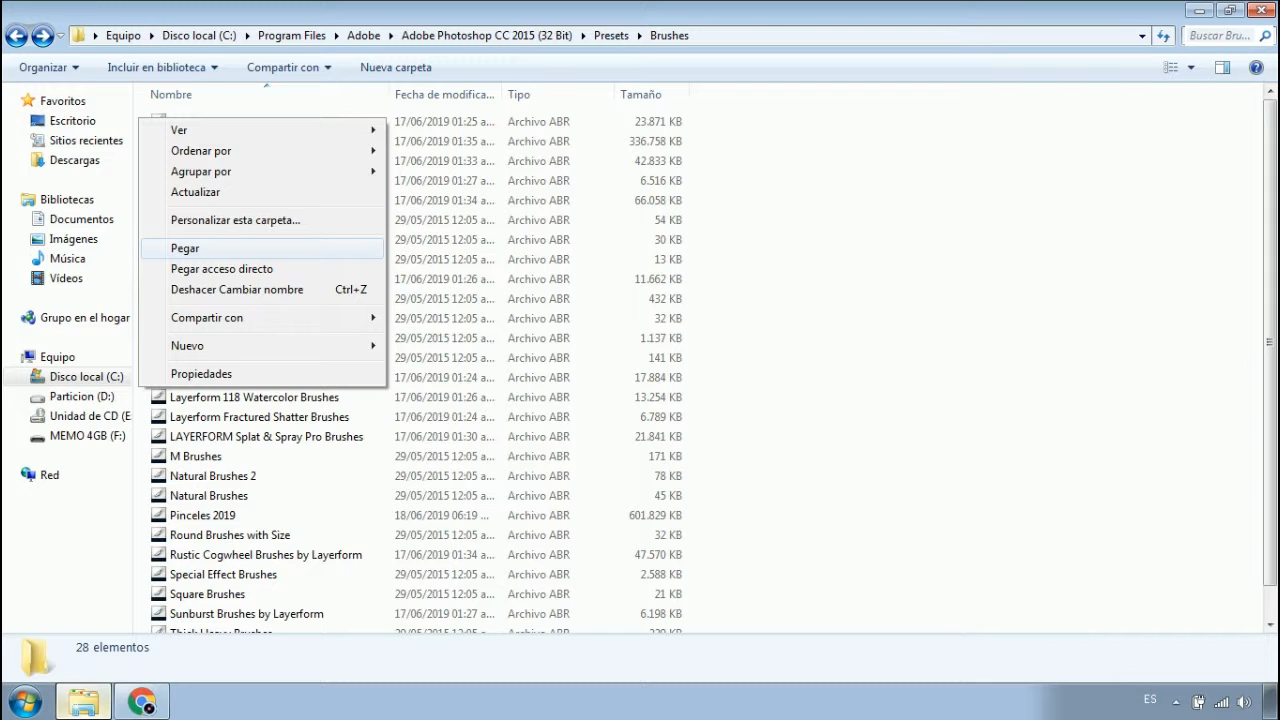 Equipo Disco local (C:) Program Files Adobe Adobe Photoshop CC 2015 (32 Bit) Presets Brushes
Buscar Bru...
Organizar Incluir en biblioteca Compartir con Nueva carpeta
Favoritos
Escritorio
Sitios recientes
Descargas
Bibliotecas
Documentos
Imágenes
Música
Vídeos
Grupo en el hogar
Equipo
Disco local (C:)
Particion (D:)
Unidad de CD (E
MEMO 4GB (F:)
Red
Nombre Fecha de modifica... Tipo Tamaño
17/06/2019 01:25 a... Archivo ABR 23.871 KB
17/06/2019 01:35 a... Archivo ABR 336.758 KB
17/06/2019 01:33 a... Archivo ABR 42.833 KB
17/06/2019 01:27 a... Archivo ABR 6.516 KB
17/06/2019 01:34 a... Archivo ABR 66.058 KB
29/05/2015 12:05 a... Archivo ABR 54 KB
29/05/2015 12:05 a... Archivo ABR 30 KB
29/05/2015 12:05 a... Archivo ABR 13 KB
17/06/2019 01:26 a... Archivo ABR 11.662 KB
29/05/2015 12:05 a... Archivo ABR 432 KB
29/05/2015 12:05 a... Archivo ABR 32 KB
29/05/2015 12:05 a... Archivo ABR 1.137 KB
29/05/2015 12:05 a... Archivo ABR 141 KB
17/06/2019 01:24 a... Archivo ABR 17.884 KB
Layerform 118 Watercolor Brushes 17/06/2019 01:26 a... Archivo ABR 13.254 KB
Layerform Fractured Shatter Brushes 17/06/2019 01:24 a... Archivo ABR 6.789 KB
LAYERFORM Splat & Spray Pro Brushes 17/06/2019 01:30 a... Archivo ABR 21.841 KB
M Brushes 29/05/2015 12:05 a... Archivo ABR 171 KB
Natural Brushes 2 29/05/2015 12:05 a... Archivo ABR 78 KB
Natural Brushes 29/05/2015 12:05 a... Archivo ABR 45 KB
Pinceles 2019 18/06/2019 06:19 ... Archivo ABR 601.829 KB
Round Brushes with Size 29/05/2015 12:05 a... Archivo ABR 32 KB
Rustic Cogwheel Brushes by Layerform 17/06/2019 01:34 a... Archivo ABR 47.570 KB
Special Effect Brushes 29/05/2015 12:05 a... Archivo ABR 2.588 KB
Square Brushes 29/05/2015 12:05 a... Archivo ABR 21 KB
Sunburst Brushes by Layerform 17/06/2019 01:27 a... Archivo ABR 6.198 KB
Ver
Ordenar por
Agrupar por
Actualizar
Personalizar esta carpeta...
Pegar
Pegar acceso directo
Deshacer Cambiar nombre Ctrl+Z
Compartir con
Nuevo
Propiedades
28 elementos
ES